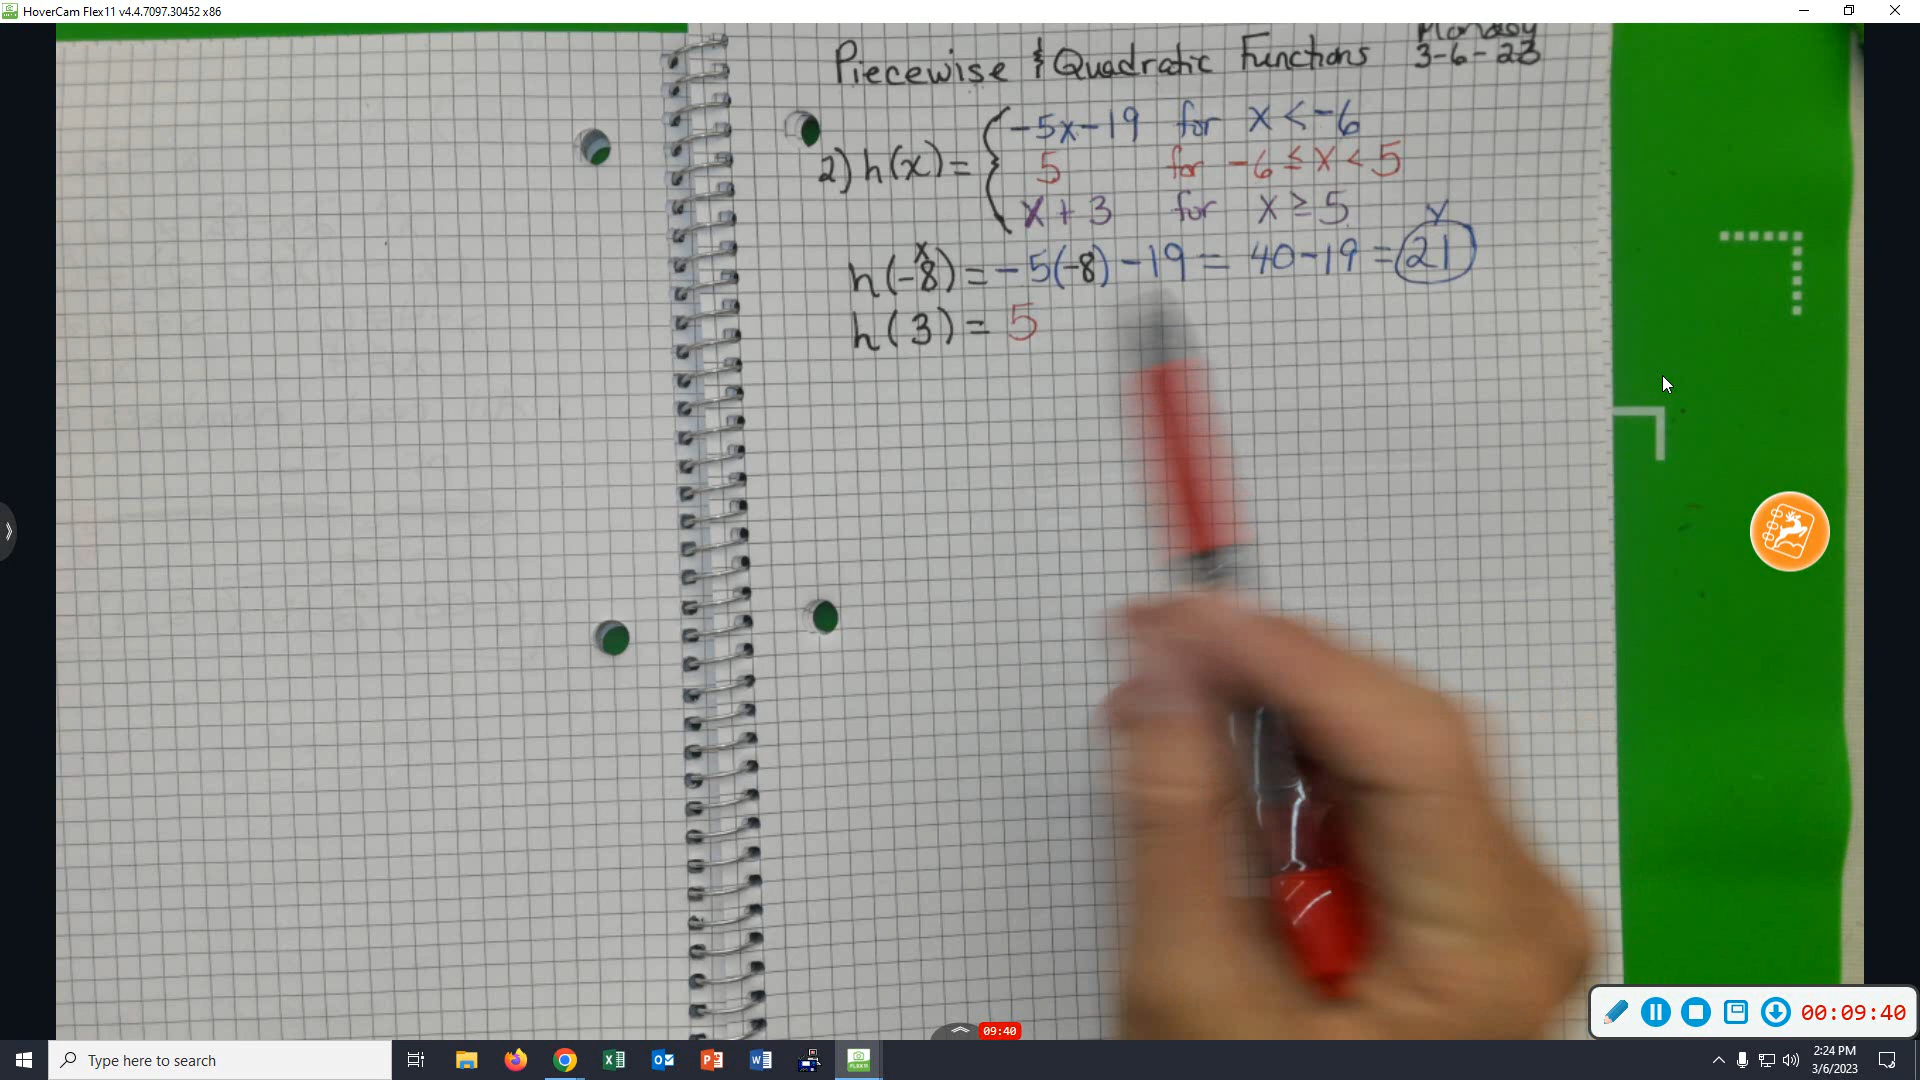 HoverCam Flex11 v4.4.7097.30452 x86
Piecewise & Quadratic Functions Monday
3-6-23
2) h(x) = { -5x-19 for x < -6
5 for -6 ≤ x < 5
x + 3 for x ≥ 5
x y
h(-8) = -5(-8) -19 = 40-19 = 21
h(3) = 5
00:09:40
09:40
Type here to search
2:24 PM
3/6/2023